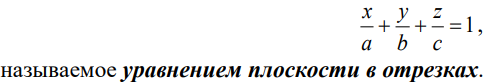 x/a + y/b + z/c = 1 ,
называемое уравнением плоскости в отрезках.